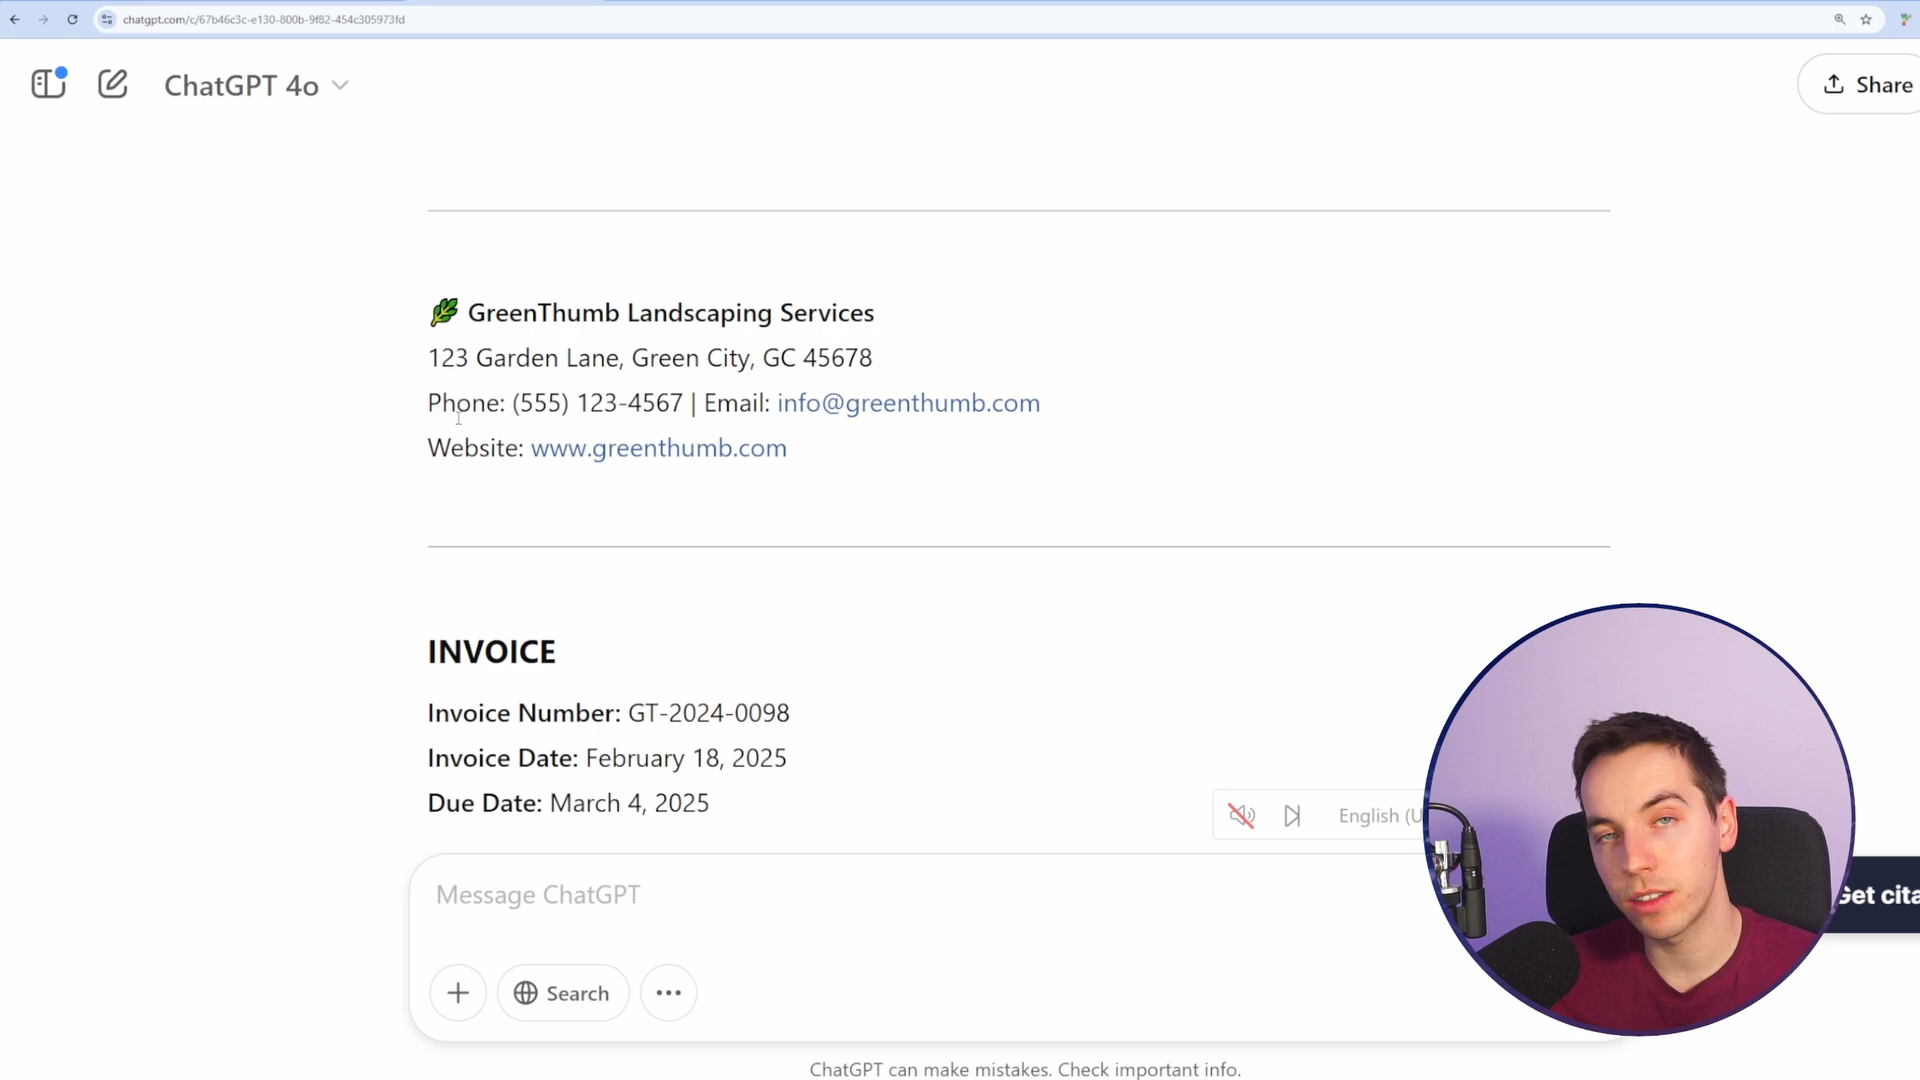 chatgpt.com/c/67b46c3c-e130-800b-9f82-454c305973fd
ChatGPT 4o
Share
GreenThumb Landscaping Services
123 Garden Lane, Green City, GC 45678
Phone: (555) 123-4567 | Email: info@greenthumb.com
Website: www.greenthumb.com
INVOICE
Invoice Number: GT-2024-0098
Invoice Date: February 18, 2025
Due Date: March 4, 2025
English (U
Message ChatGPT
Get cita
Search
ChatGPT can make mistakes. Check important info.